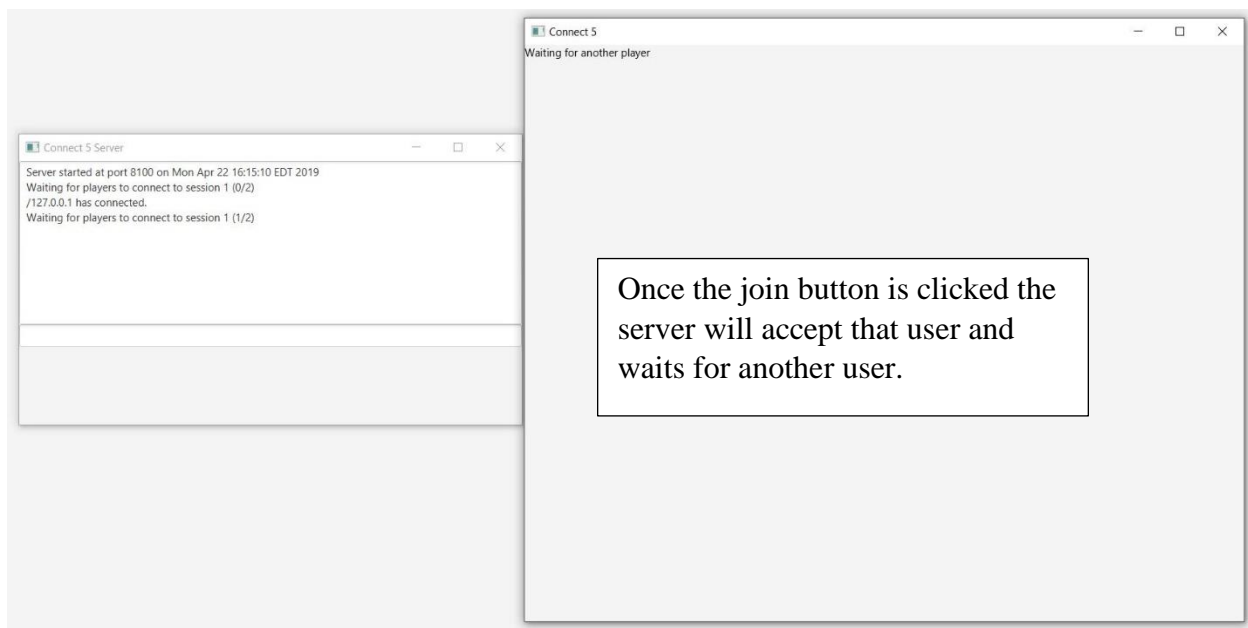 Connect 5
Waiting for another player
Connect 5 Server
Server started at port 8100 on Mon Apr 22 16:15:10 EDT 2019
Waiting for players to connect to session 1 (0/2)
/127.0.0.1 has connected.
Waiting for players to connect to session 1 (1/2)
Once the join button is clicked the
server will accept that user and
waits for another user.